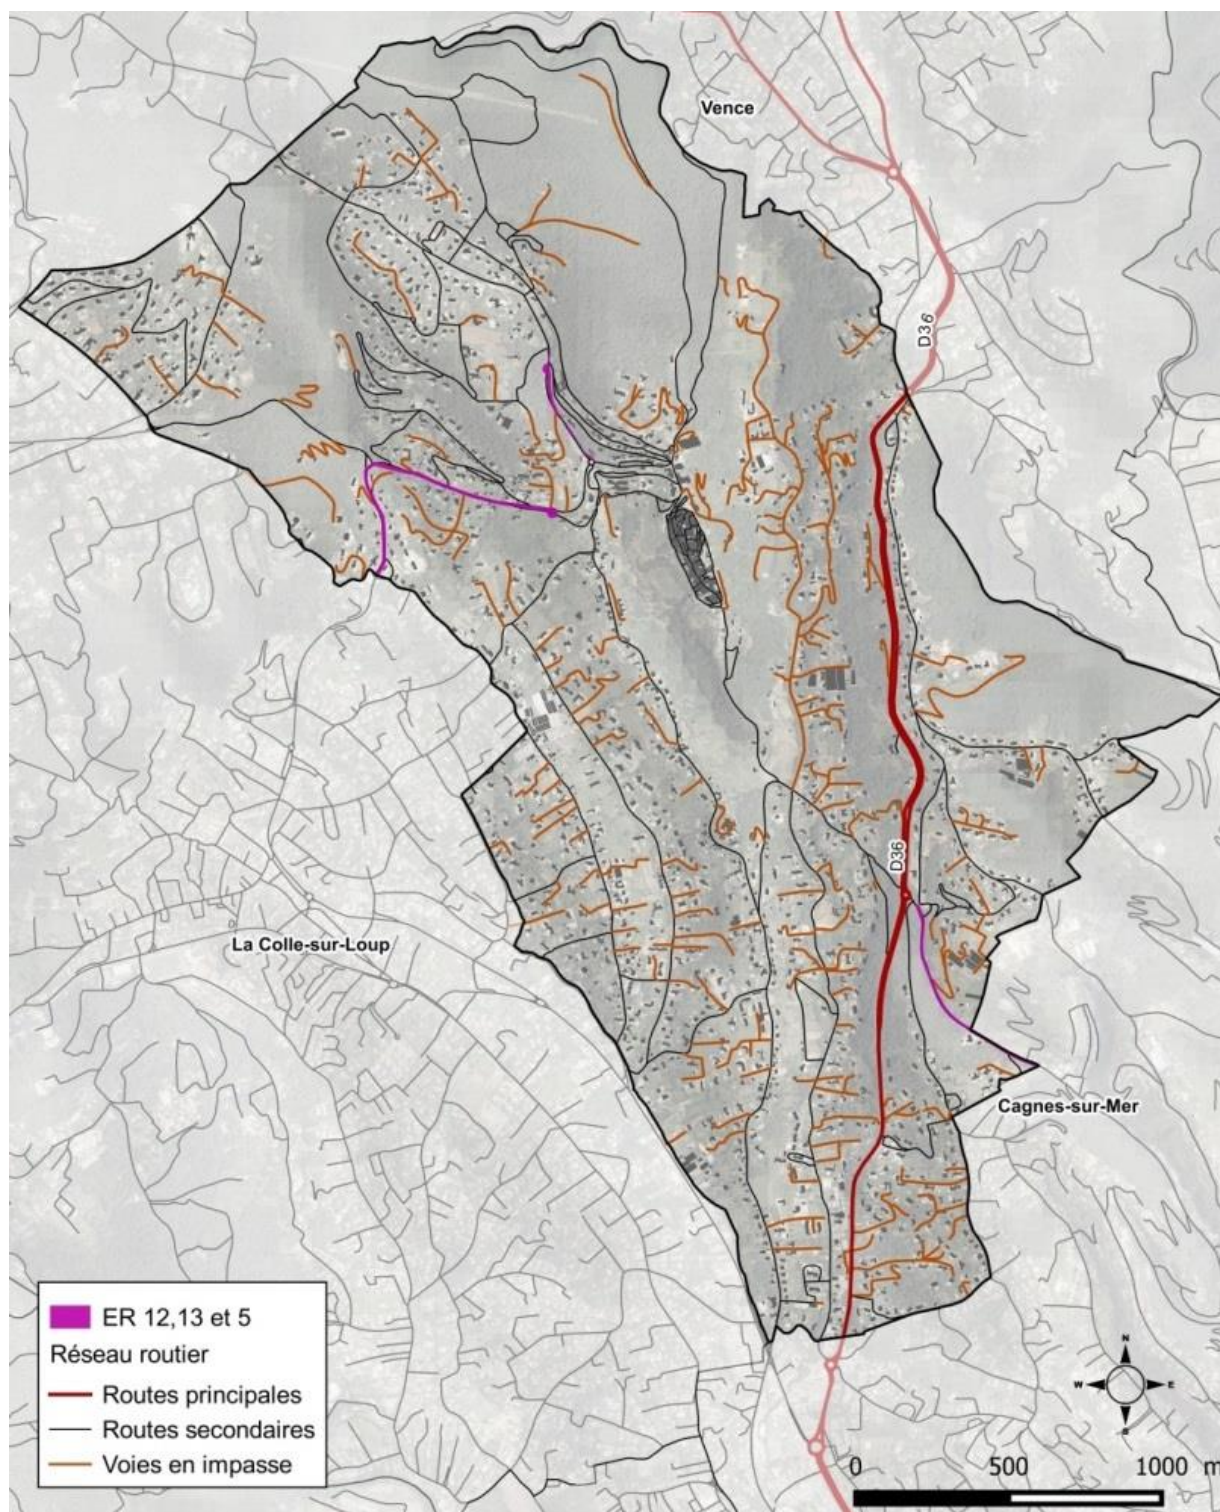 Vence
D36
D36
La Colle-sur-Loup
Cagnes-sur-Mer
ER 12,13 et 5
Réseau routier
Routes principales
Routes secondaires
Voies en impasse
N
W
E
S
0 500 1000 m